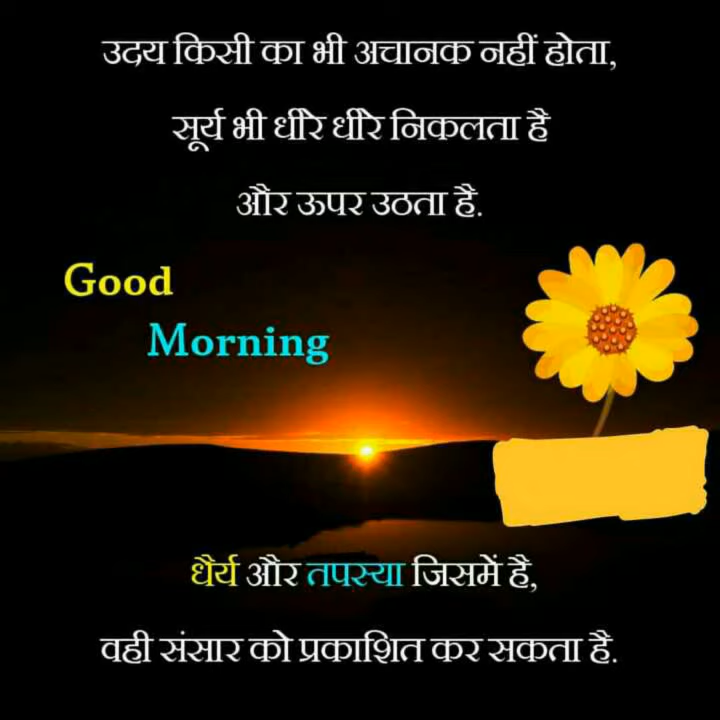 उदय किसी का भी अचानक नहीं होता,
सूर्य भी धीरे धीरे निकलता है
और ऊपर उठता है.
Good
Morning
धैर्य और तपस्या जिसमें है,
वही संसार को प्रकाशित कर सकता है.